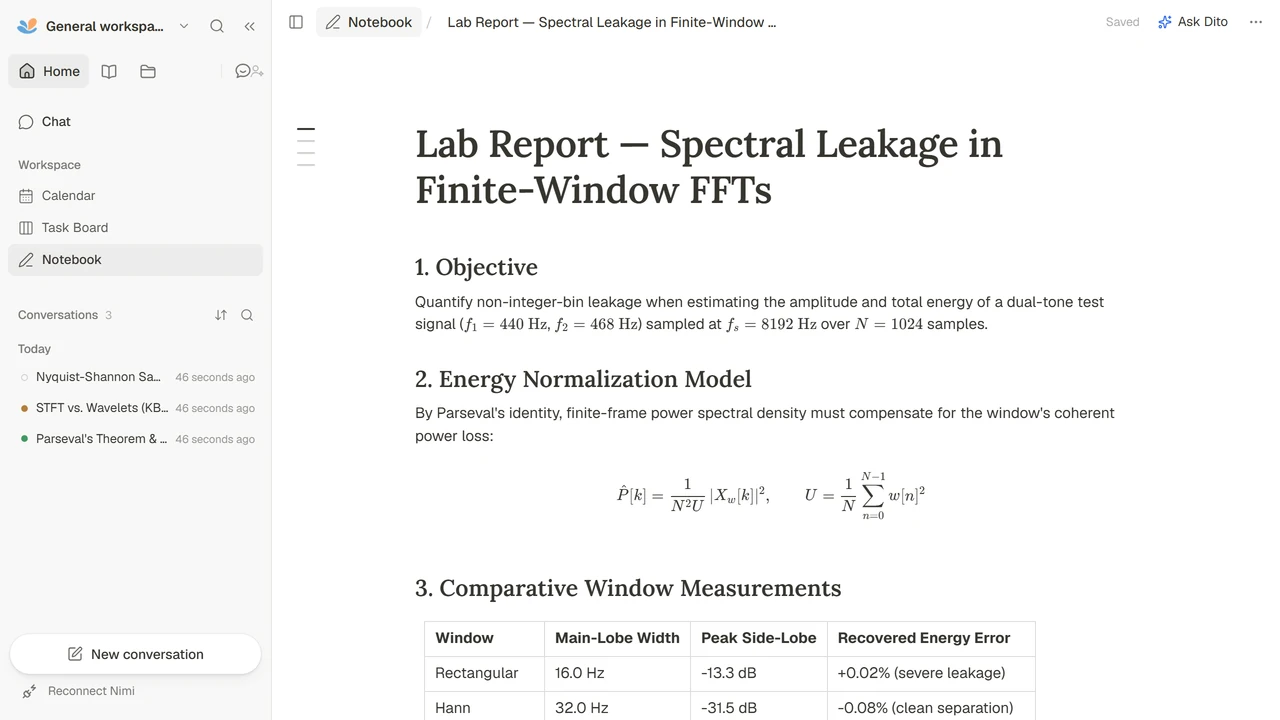 General workspa...
Home
Chat
Workspace
Calendar
Task Board
Notebook
Conversations 3
Today
Nyquist-Shannon Sa... 46 seconds ago
STFT vs. Wavelets (KB... 46 seconds ago
Parseval's Theorem & ... 46 seconds ago
New conversation
Reconnect Nimi
Notebook / Lab Report — Spectral Leakage in Finite-Window ...
Saved Ask Dito
Lab Report — Spectral Leakage in
Finite-Window FFTs
1. Objective
Quantify non-integer-bin leakage when estimating the amplitude and total energy of a dual-tone test
signal (f₁ = 440 Hz, f₂ = 468 Hz) sampled at fₛ = 8192 Hz over N = 1024 samples.
2. Energy Normalization Model
By Parseval's identity, finite-frame power spectral density must compensate for the window's coherent
power loss:
P̂[k] = 1/(N²U) |X_w[k]|², U = 1/N ∑_{n=0}^{N−1} w[n]²
3. Comparative Window Measurements
Window Main-Lobe Width Peak Side-Lobe Recovered Energy Error
Rectangular 16.0 Hz -13.3 dB +0.02% (severe leakage)
Hann 32.0 Hz -31.5 dB -0.08% (clean separation)